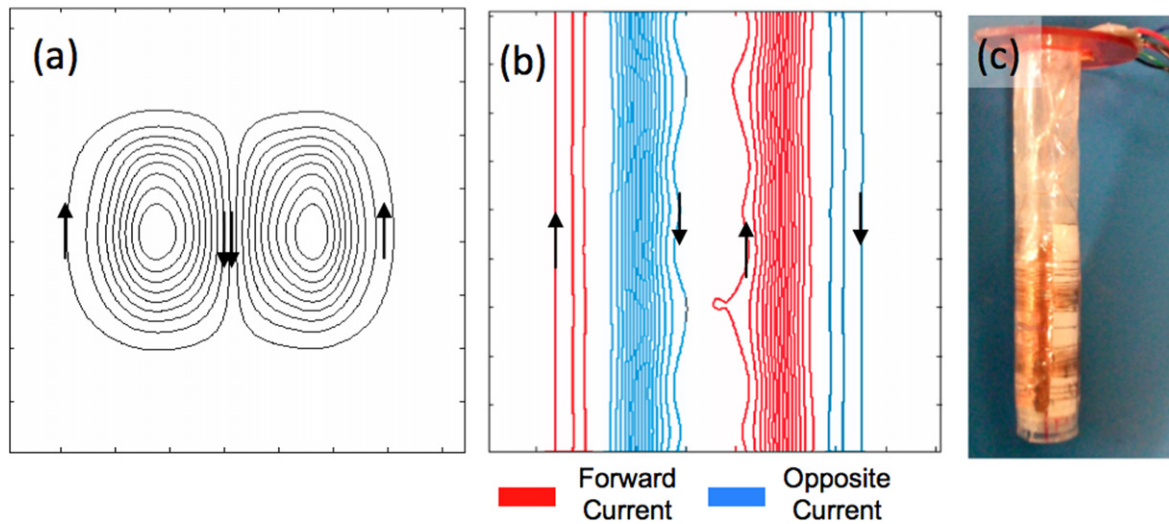 (a)
(b)
(c)
Forward
Current
Opposite
Current